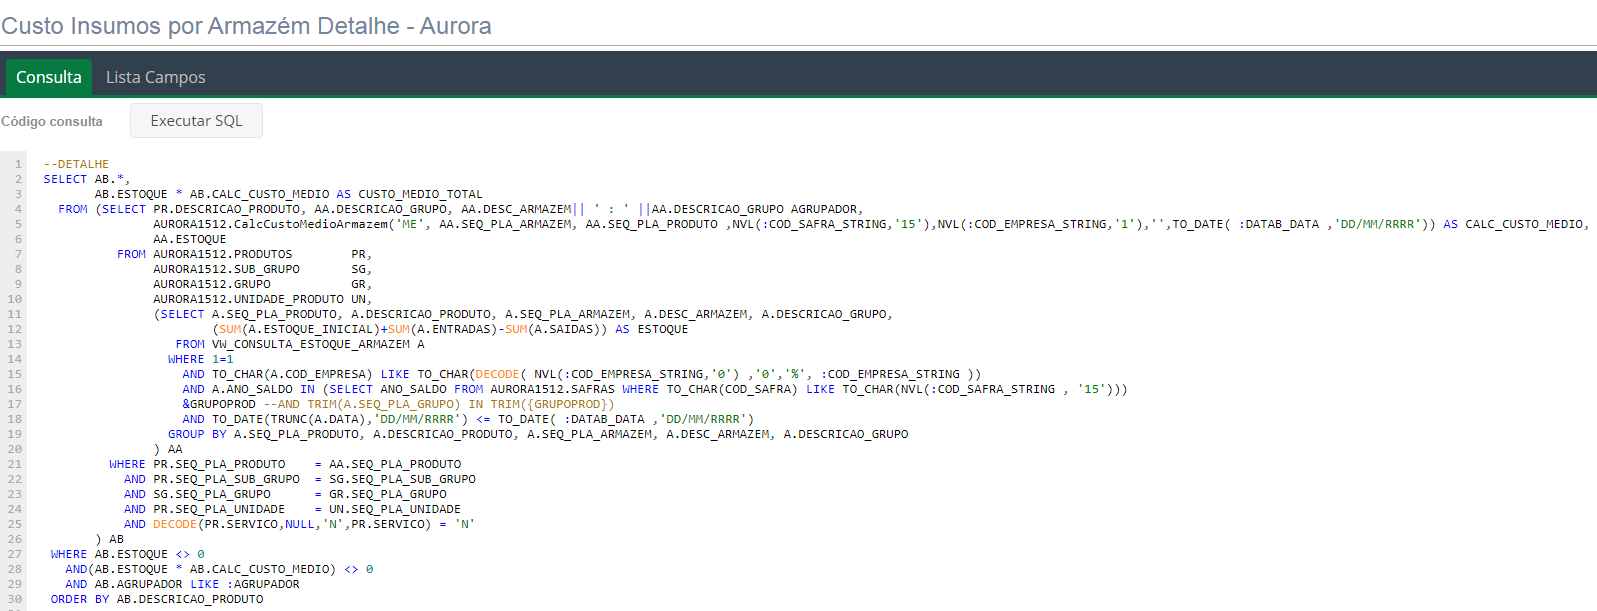 Custo Insumos por Armazém Detalhe - Aurora
Consulta Lista Campos
Código consulta Executar SQL
1 --DETALHE
2 SELECT AB.*,
3 AB.ESTOQUE * AB.CALC_CUSTO_MEDIO AS CUSTO_MEDIO_TOTAL
4 FROM (SELECT PR.DESCRICAO_PRODUTO, AA.DESCRICAO_GRUPO, AA.DESC_ARMAZEM|| ' : ' ||AA.DESCRICAO_GRUPO AGRUPADOR,
5 AURORA1512.CalcCustoMedioArmazem('ME', AA.SEQ_PLA_ARMAZEM, AA.SEQ_PLA_PRODUTO ,NVL(:COD_SAFRA_STRING,'15'),NVL(:COD_EMPRESA_STRING,'1'),'',TO_DATE( :DATAB_DATA ,'DD/MM/RRRR')) AS CALC_CUSTO_MEDIO,
6 AA.ESTOQUE
7 FROM AURORA1512.PRODUTOS PR,
8 AURORA1512.SUB_GRUPO SG,
9 AURORA1512.GRUPO GR,
10 AURORA1512.UNIDADE_PRODUTO UN,
11 (SELECT A.SEQ_PLA_PRODUTO, A.DESCRICAO_PRODUTO, A.SEQ_PLA_ARMAZEM, A.DESC_ARMAZEM, A.DESCRICAO_GRUPO,
12 (SUM(A.ESTOQUE_INICIAL)+SUM(A.ENTRADAS)-SUM(A.SAIDAS)) AS ESTOQUE
13 FROM VW_CONSULTA_ESTOQUE_ARMAZEM A
14 WHERE 1=1
15 AND TO_CHAR(A.COD_EMPRESA) LIKE TO_CHAR(DECODE( NVL(:COD_EMPRESA_STRING,'0') ,'0','%', :COD_EMPRESA_STRING ))
16 AND A.ANO_SALDO IN (SELECT ANO_SALDO FROM AURORA1512.SAFRAS WHERE TO_CHAR(COD_SAFRA) LIKE TO_CHAR(NVL(:COD_SAFRA_STRING , '15')))
17 &GRUPOPROD --AND TRIM(A.SEQ_PLA_GRUPO) IN TRIM({GRUPOPROD})
18 AND TO_DATE(TRUNC(A.DATA),'DD/MM/RRRR') <= TO_DATE( :DATAB_DATA ,'DD/MM/RRRR')
19 GROUP BY A.SEQ_PLA_PRODUTO, A.DESCRICAO_PRODUTO, A.SEQ_PLA_ARMAZEM, A.DESC_ARMAZEM, A.DESCRICAO_GRUPO
20 ) AA
21 WHERE PR.SEQ_PLA_PRODUTO = AA.SEQ_PLA_PRODUTO
22 AND PR.SEQ_PLA_SUB_GRUPO = SG.SEQ_PLA_SUB_GRUPO
23 AND SG.SEQ_PLA_GRUPO = GR.SEQ_PLA_GRUPO
24 AND PR.SEQ_PLA_UNIDADE = UN.SEQ_PLA_UNIDADE
25 AND DECODE(PR.SERVICO,NULL,'N',PR.SERVICO) = 'N'
26 ) AB
27 WHERE AB.ESTOQUE <> 0
28 AND(AB.ESTOQUE * AB.CALC_CUSTO_MEDIO) <> 0
29 AND AB.AGRUPADOR LIKE :AGRUPADOR
30 ORDER BY AB.DESCRICAO_PRODUTO